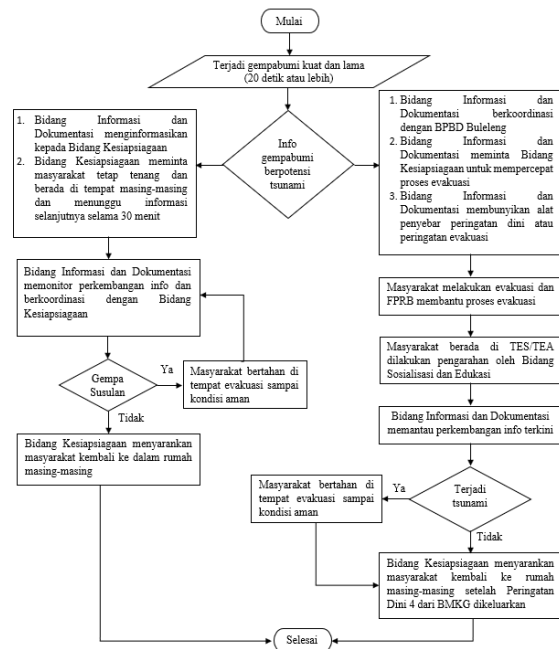 Mulai
Terjadi gempabumi kuat dan lama
(20 detik atau lebih)
Info
gempabumi
berpotensi
tsunami
1. Bidang Informasi dan
Dokumentasi menginformasikan
kepada Bidang Kesiapsiagaan
2. Bidang Kesiapsiagaan meminta
masyarakat tetap tenang dan
berada di tempat masing-masing
dan menunggu informasi
selanjutnya selama 30 menit
Bidang Informasi dan Dokumentasi
memonitor perkembangan info dan
berkoordinasi dengan Bidang
Kesiapsiagaan
Gempa
Susulan
Ya
Masyarakat bertahan di
tempat evakuasi sampai
kondisi aman
Tidak
Bidang Kesiapsiagaan menyarankan
masyarakat kembali ke dalam rumah
masing-masing
1. Bidang Informasi dan
Dokumentasi berkoordinasi
dengan BPBD Buleleng
2. Bidang Informasi dan
Dokumentasi meminta Bidang
Kesiapsiagaan untuk mempercepat
proses evakuasi
3. Bidang Informasi dan
Dokumentasi membunyikan alat
penyebar peringatan dini atau
peringatan evakuasi
Masyarakat melakukan evakuasi dan
FPRB membantu proses evakuasi
Masyarakat berada di TES/TEA
dilakukan pengarahan oleh Bidang
Sosialisasi dan Edukasi
Bidang Informasi dan Dokumentasi
memantau perkembangan info terkini
Terjadi
tsunami
Ya
Masyarakat bertahan di
tempat evakuasi sampai
kondisi aman
Tidak
Bidang Kesiapsiagaan menyarankan
masyarakat kembali ke rumah
masing-masing setelah Peringatan
Dini 4 dari BMKG dikeluarkan
Selesai